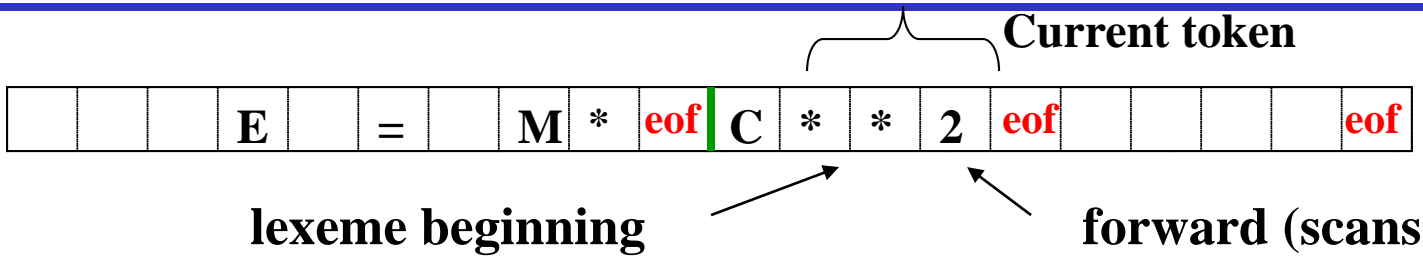 Current token
E = M * eof C * * 2 eof eof
lexeme beginning forward (scans